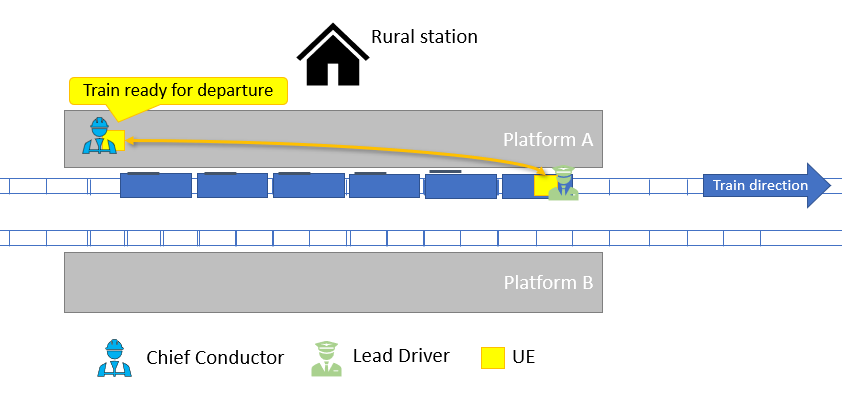 Rural station
Train ready for departure
Platform A
Train direction
Platform B
Chief Conductor
Lead Driver
UE